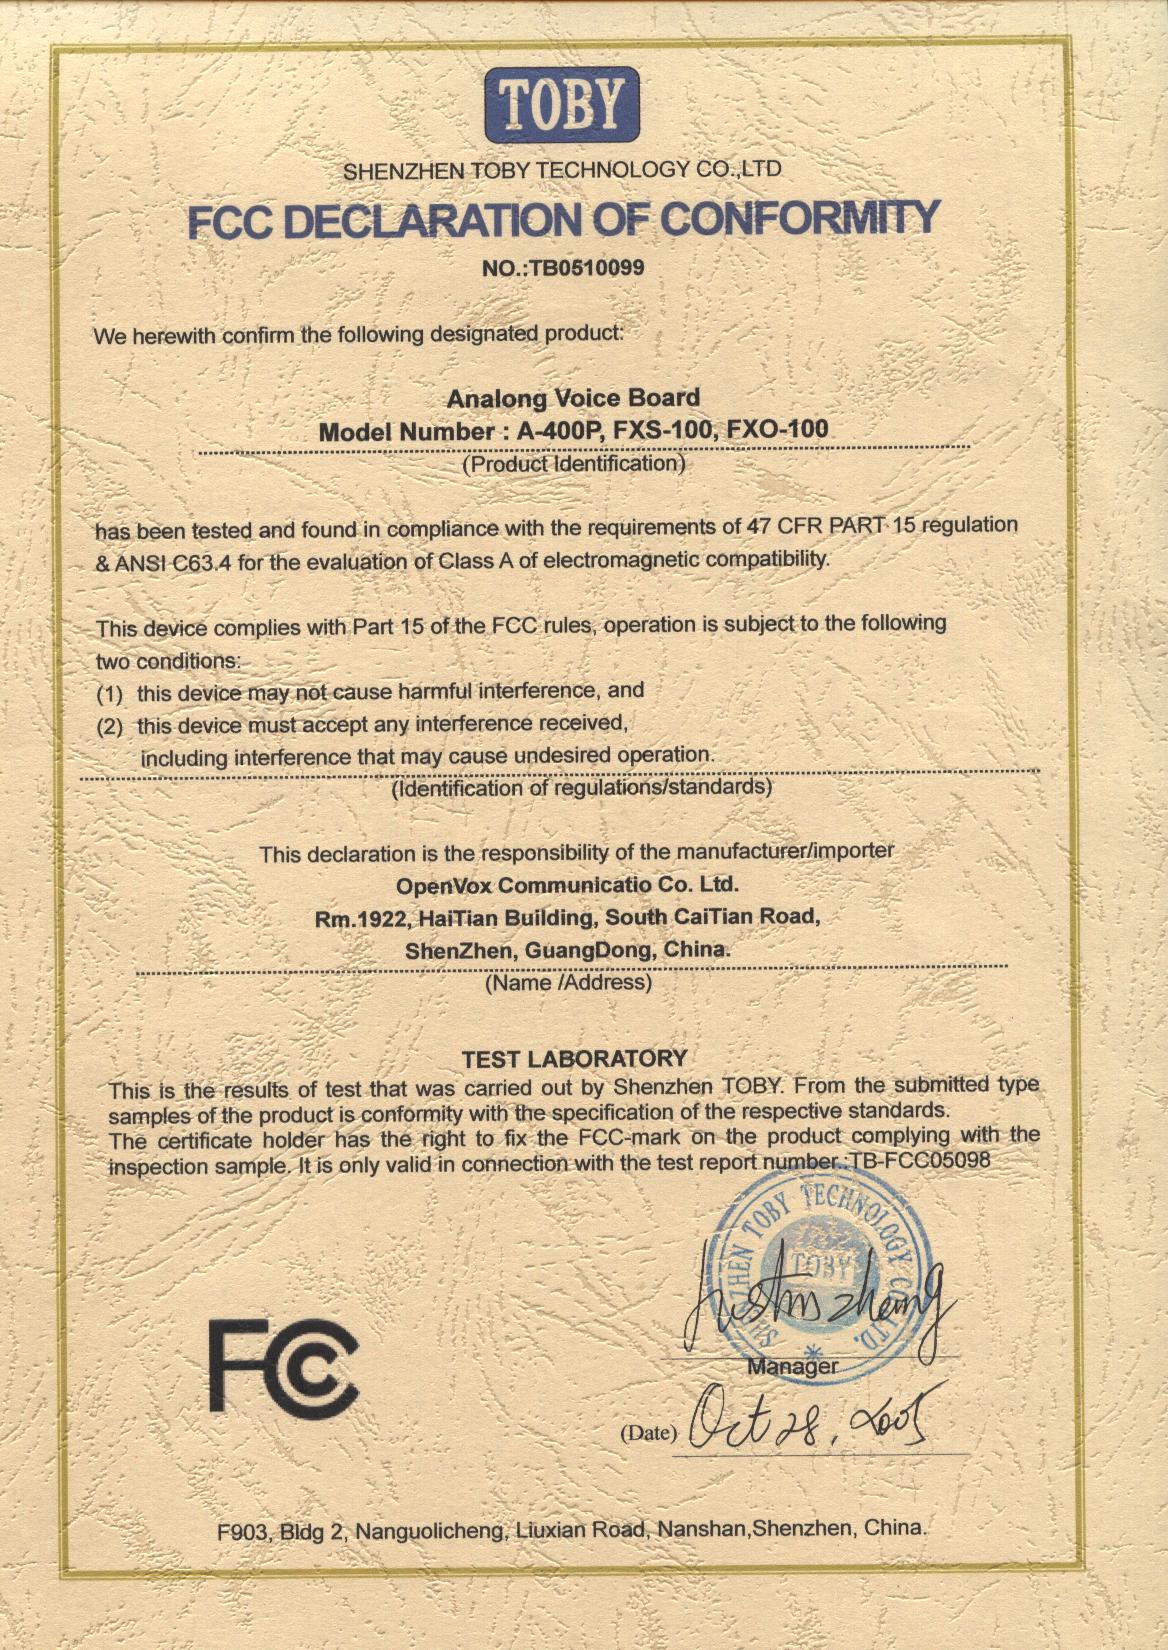 TOBY
SHENZHEN TOBY TECHNOLOGY CO.,LTD
FCC DECLARATION OF CONFORMITY
NO.:TB0510099
We herewith confirm the following designated product:
Analong Voice Board
Model Number : A-400P, FXS-100, FXO-100
(Product Identification)
has been tested and found in compliance with the requirements of 47 CFR PART 15 regulation
& ANSI C63.4 for the evaluation of Class A of electromagnetic compatibility.
This device complies with Part 15 of the FCC rules, operation is subject to the following
two conditions:
(1) this device may not cause harmful interference, and
(2) this device must accept any interference received,
including interference that may cause undesired operation.
(Identification of regulations/standards)
This declaration is the responsibility of the manufacturer/importer
OpenVox Communicatio Co. Ltd.
Rm.1922, HaiTian Building, South CaiTian Road,
ShenZhen, GuangDong, China.
(Name /Address)
TEST LABORATORY
This is the results of test that was carried out by Shenzhen TOBY. From the submitted type
samples of the product is conformity with the specification of the respective standards.
The certificate holder has the right to fix the FCC-mark on the product complying with the
inspection sample. It is only valid in connection with the test report number.:TB-FCC05098
SHENZHEN TOBY TECHNOLOGY CO., LTD.
TOBY
Justin zhang
Manager
FCC
(Date) Oct 28, 2005
F903, Bldg 2, Nanguolicheng, Liuxian Road, Nanshan,Shenzhen, China.